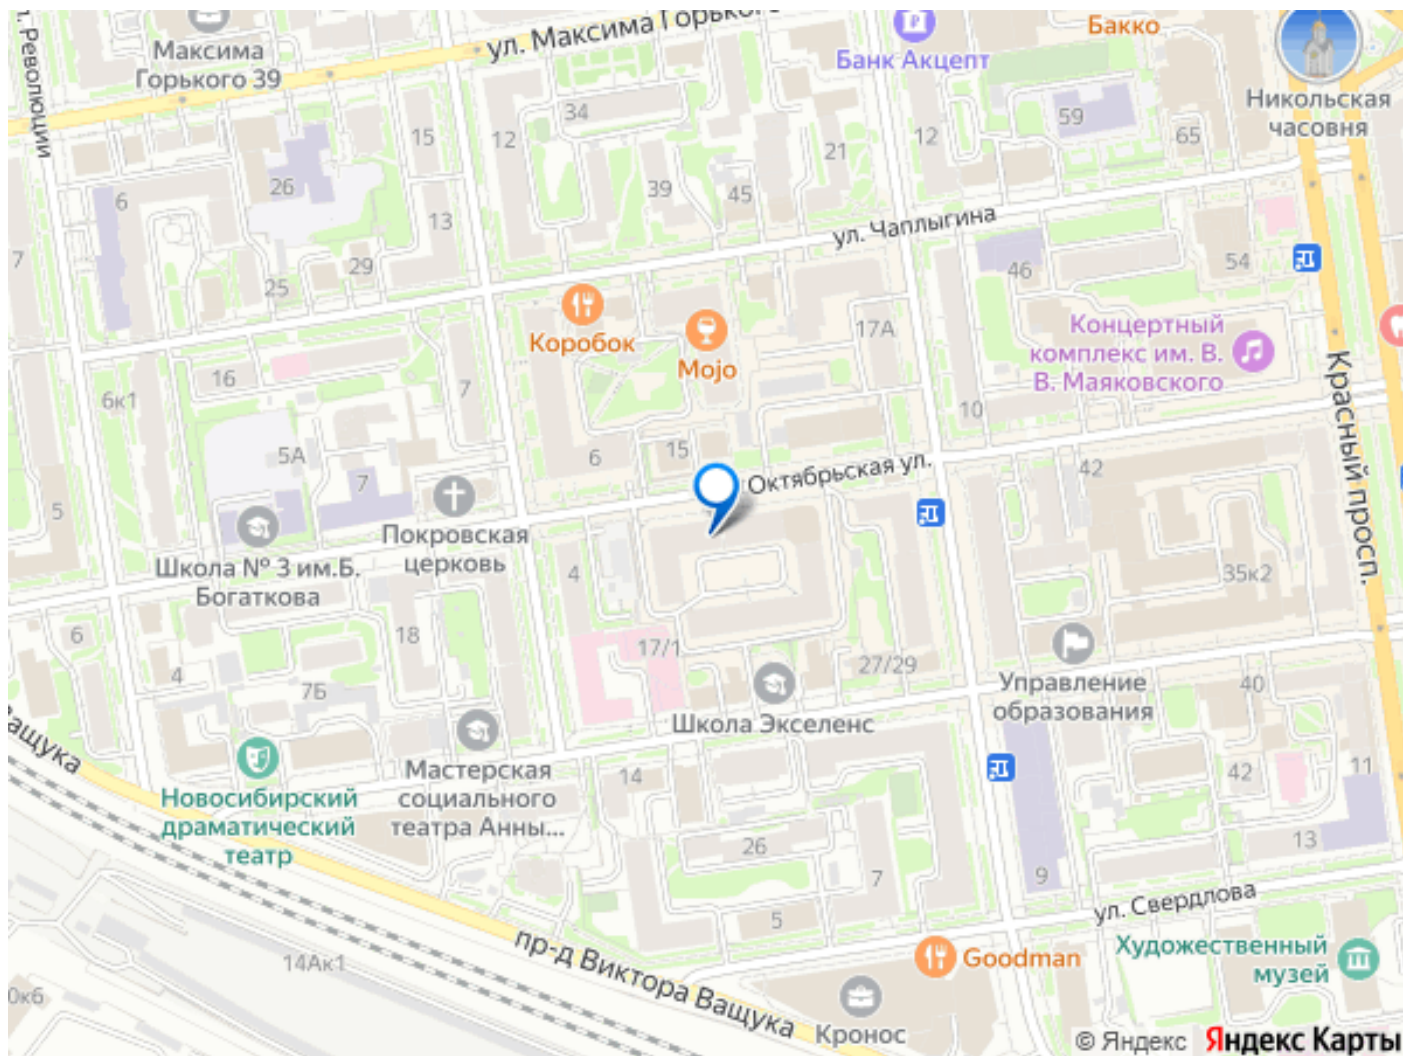 ул. Максима Горького
Максима
Горького 39
. Революции
Банк Акцепт
Бакко
Никольская
часовня
34
15
12
59
12
65
21
26
39
45
6
13
ул. Чаплыгина
7
29
25
46
54
Коробок
17А
Mojo
Концертный
комплекс им. В.
В. Маяковского
Красный просп.
16
7
6к1
10
15
5А
6
7
Октябрьская ул.
42
5
Покровская
церковь
Школа № 3 им.Б.
Богаткова
4
35к2
6
18
17/1
4
7Б
27/29
Управление
образования
40
Школа Экселенс
ащука
Мастерская
социального
театра Анны...
14
42
11
Новосибирский
драматический
театр
26
13
7
9
5
ул. Свердлова
пр-д Виктора Ващука
14Ак1
Goodman
Художественный
музей
0к6
Кронос
© Яндекс Яндекс Карты